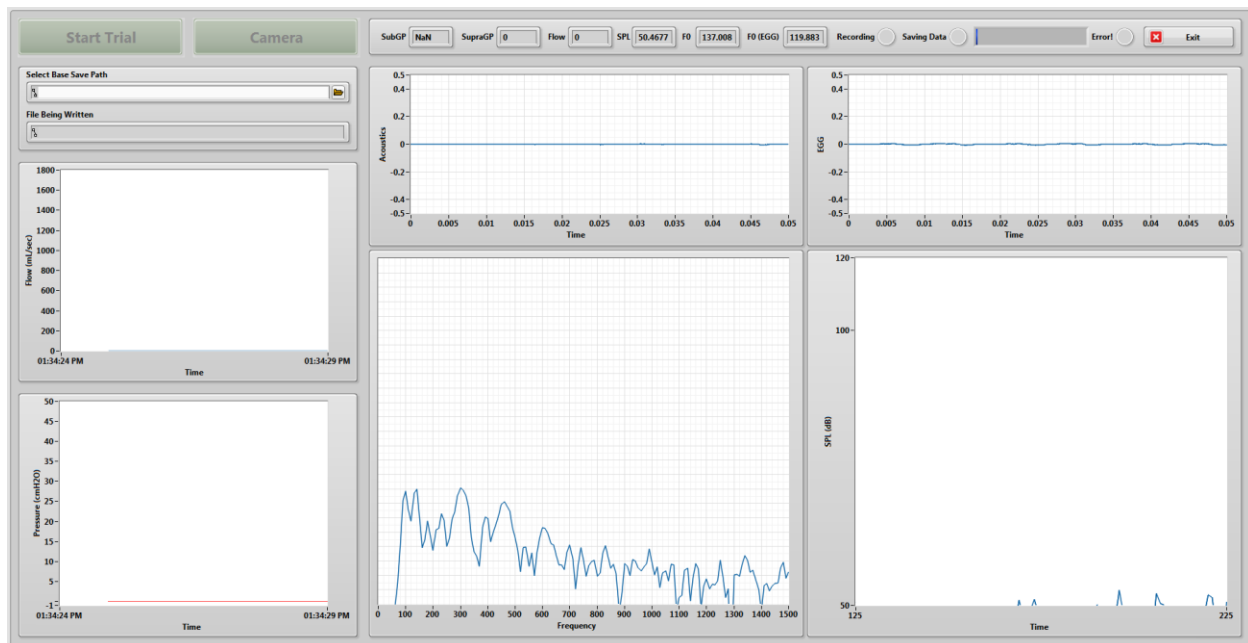 Start Trial
Camera
SubGP NaN SupraGP 0 Flow 0 SPL 50.4677 F0 137.008 F0 (EGG) 119.883 Recording Saving Data Error! Exit
Select Base Save Path
File Being Written
1800
1600
1400
1200
1000
800
600
400
200
0
Flow (mL/sec)
01:34:24 PM 01:34:29 PM
Time
50
45
40
35
30
25
20
15
10
5
-1
Pressure (cmH2O)
01:34:24 PM 01:34:29 PM
Time
0.5
0.4
0.2
0
-0.2
-0.4
-0.5
Acoustics
0 0.005 0.01 0.015 0.02 0.025 0.03 0.035 0.04 0.045 0.05
Time
0.5
0.4
0.2
0
-0.2
-0.4
-0.5
EGG
0 0.005 0.01 0.015 0.02 0.025 0.03 0.035 0.04 0.045 0.05
Time
0 100 200 300 400 500 600 700 800 900 1000 1100 1200 1300 1400 1500
Frequency
120
100
50
SPL (dB)
125 225
Time